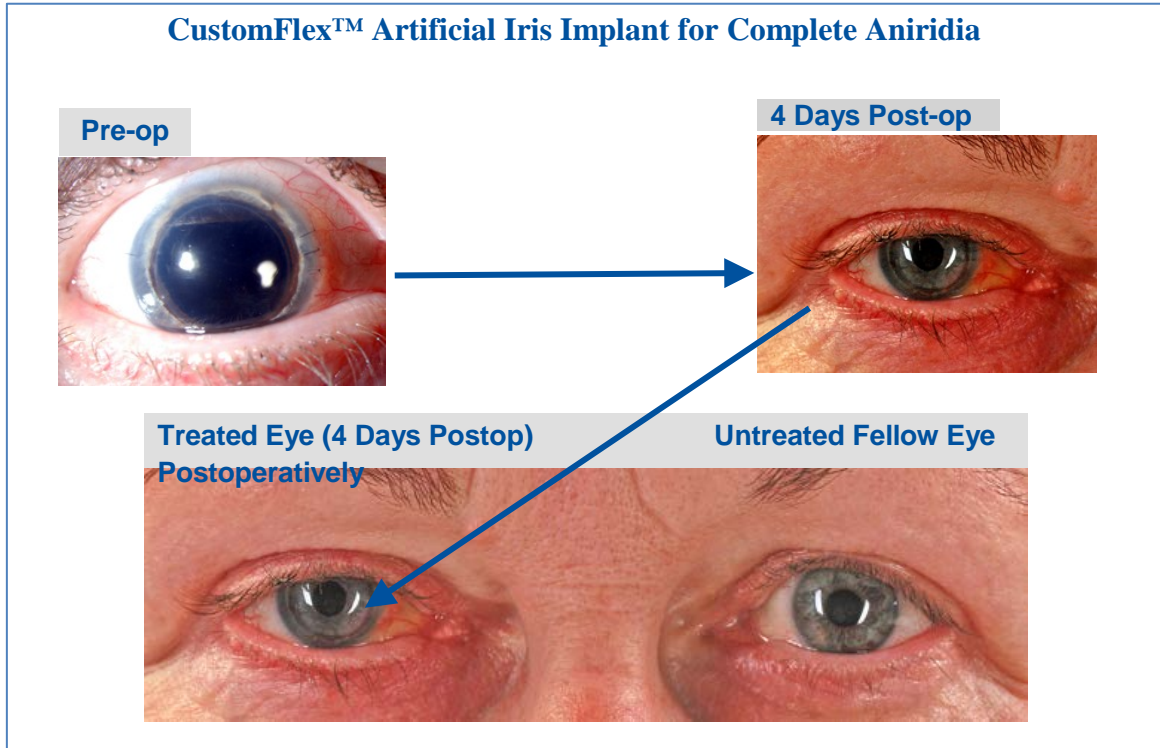 CustomFlex™ Artificial Iris Implant for Complete Aniridia
Pre-op
4 Days Post-op
Treated Eye (4 Days Postop)
Untreated Fellow Eye
Postoperatively